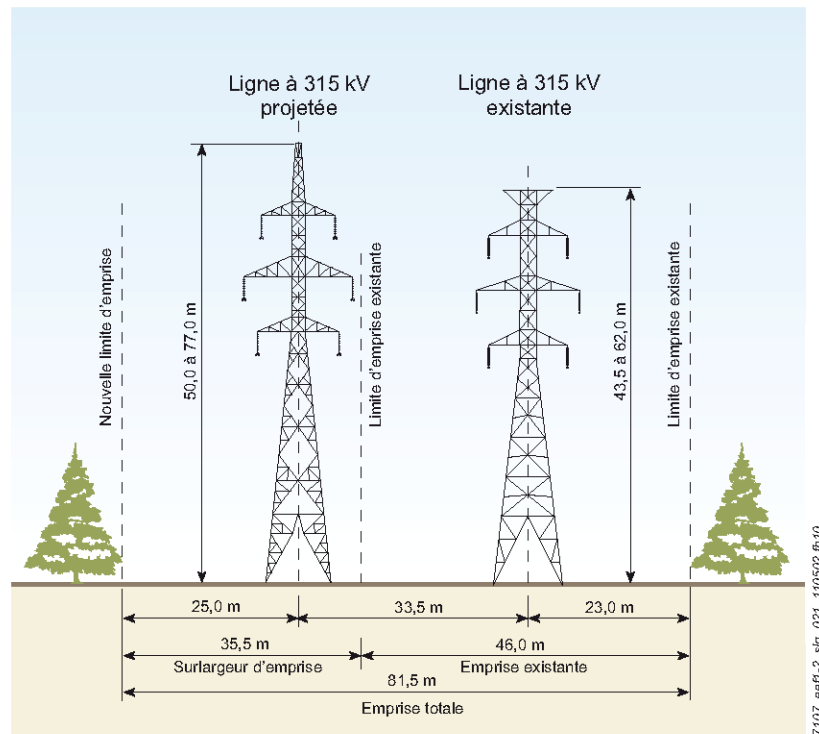 Ligne à 315 kV
projetée
Ligne à 315 kV
existante
Nouvelle limite d'emprise
50,0 à 77,0 m
Limite d'emprise existante
43,5 à 62,0 m
Limite d'emprise existante
25,0 m
33,5 m
23,0 m
35,5 m
46,0 m
Surlargeur d'emprise
Emprise existante
81,5 m
Emprise totale